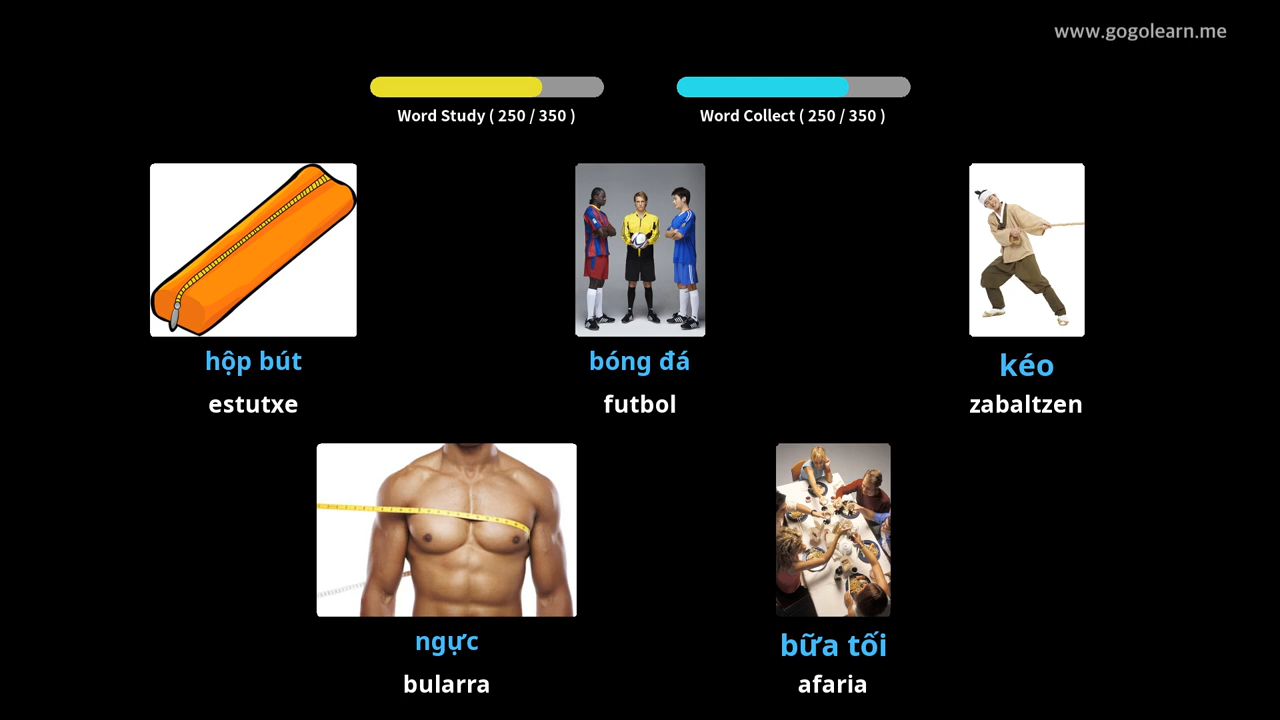 www.gogolearn.me
Word Study ( 250 / 350 )
Word Collect ( 250 / 350 )
hộp bút
estutxe
bóng đá
futbol
kéo
zabaltzen
ngực
bularra
bữa tối
afaria